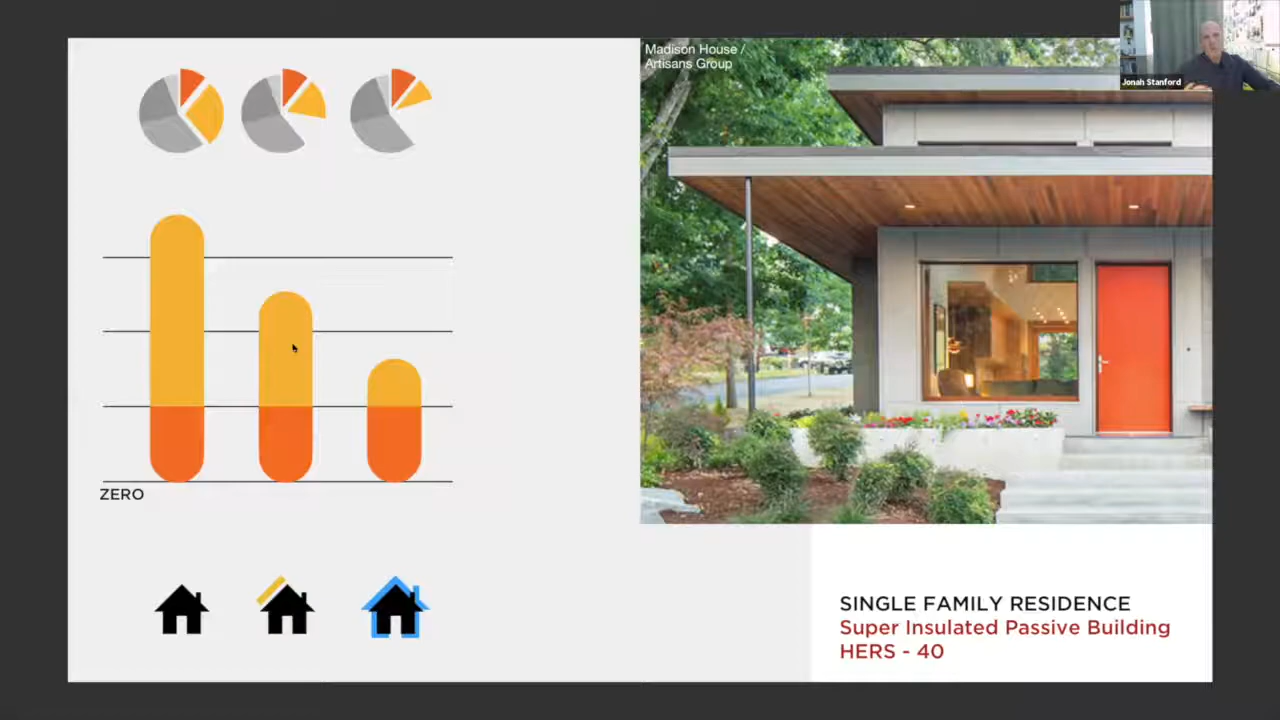 Madison House /
Artisans Group
Jonah Stanford
ZERO
SINGLE FAMILY RESIDENCE
Super Insulated Passive Building
HERS - 40